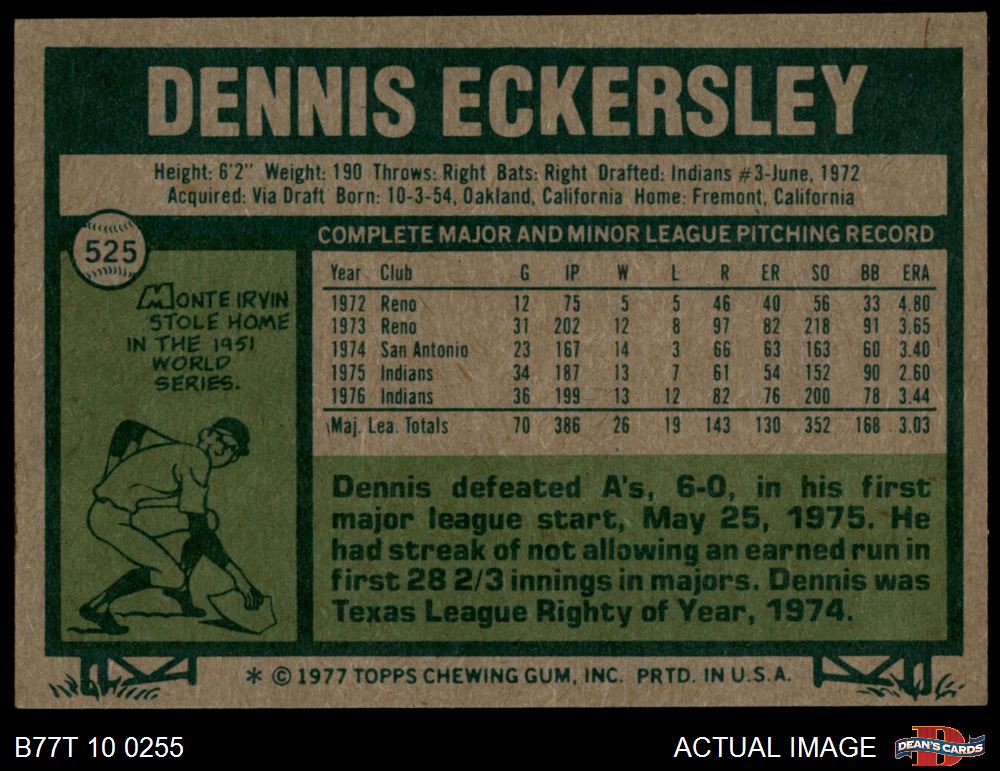 DENNIS ECKERSLEY
Height: 6'2" Weight: 190 Throws: Right Bats: Right Drafted: Indians #3-June, 1972
Acquired: Via Draft Born: 10-3-54, Oakland, California Home: Fremont, California
525
MONTE IRVIN
STOLE HOME
IN THE 1951
WORLD
SERIES.
COMPLETE MAJOR AND MINOR LEAGUE PITCHING RECORD
Year Club G IP W L R ER SO BB ERA
1972 Reno 12 75 5 5 46 40 56 33 4.80
1973 Reno 31 202 12 8 97 82 218 91 3.65
1974 San Antonio 23 167 14 3 66 63 163 60 3.40
1975 Indians 34 187 13 7 61 54 152 90 2.60
1976 Indians 36 199 13 12 82 76 200 78 3.44
Maj. Lea. Totals 70 386 26 19 143 130 352 168 3.03
Dennis defeated A's, 6-0, in his first
major league start, May 25, 1975. He
had streak of not allowing an earned run in
first 28 2/3 innings in majors. Dennis was
Texas League Righty of Year, 1974.
* © 1977 TOPPS CHEWING GUM, INC. PRTD. IN U.S.A.
B77T 10 0255
ACTUAL IMAGE
D
DEAN'S CARDS